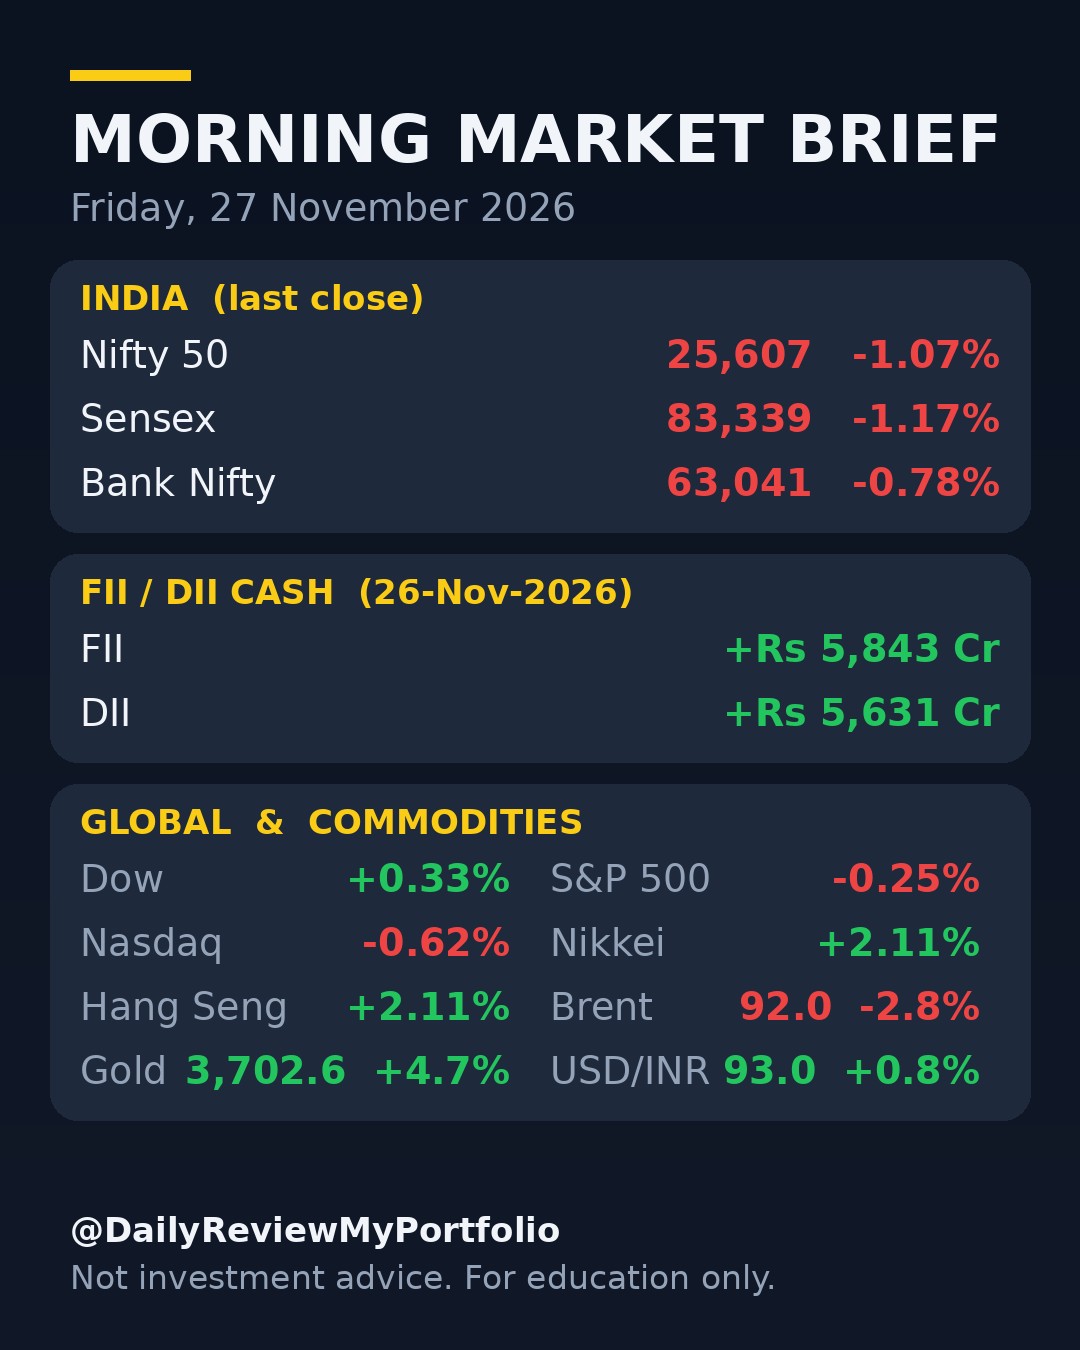 MORNING MARKET BRIEF
Friday, 27 November 2026
INDIA (last close)
Nifty 50 25,607 -1.07%
Sensex 83,339 -1.17%
Bank Nifty 63,041 -0.78%
FII / DII CASH (26-Nov-2026)
FII +Rs 5,843 Cr
DII +Rs 5,631 Cr
GLOBAL & COMMODITIES
Dow +0.33% S&P 500 -0.25%
Nasdaq -0.62% Nikkei +2.11%
Hang Seng +2.11% Brent 92.0 -2.8%
Gold 3,702.6 +4.7% USD/INR 93.0 +0.8%
@DailyReviewMyPortfolio
Not investment advice. For education only.